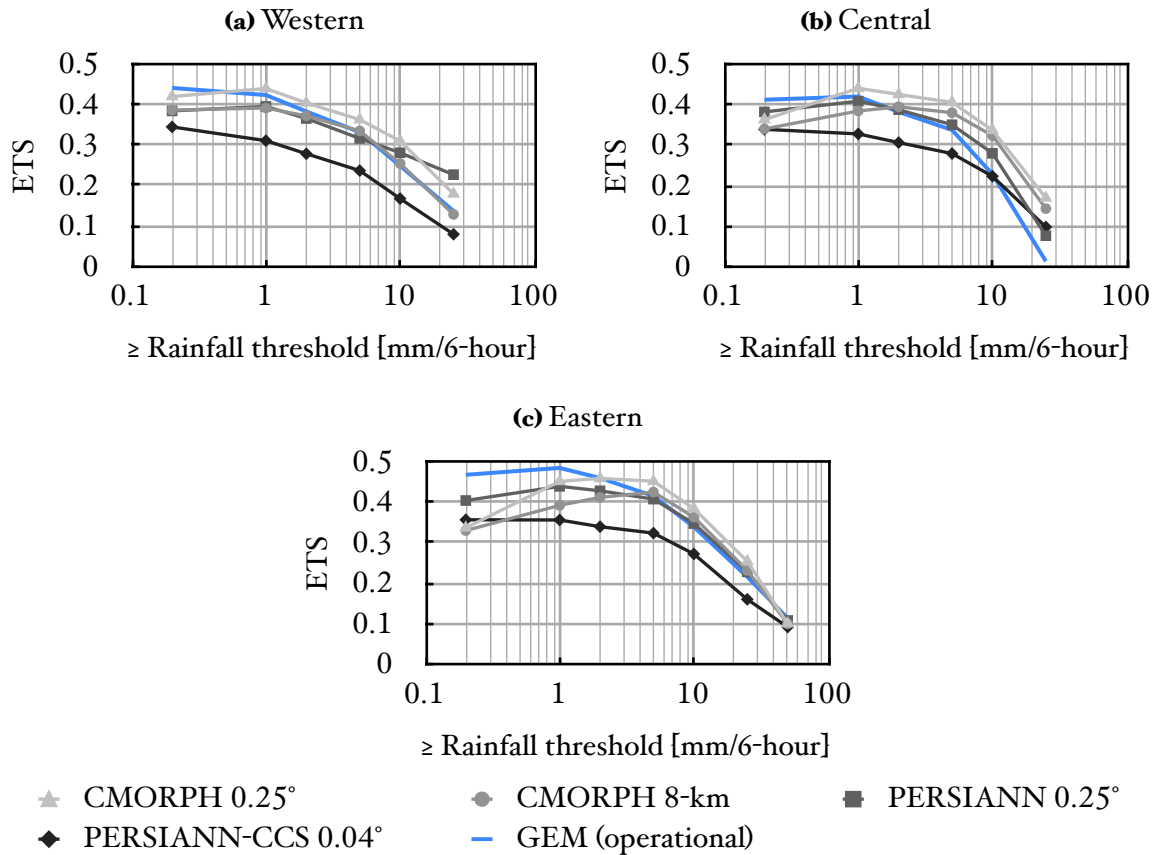 (a) Western
0.5
0.4
0.3
0.2
0.1
0
ETS
0.1 1 10 100
≥ Rainfall threshold [mm/6-hour]
(b) Central
0.5
0.4
0.3
0.2
0.1
0
ETS
0.1 1 10 100
≥ Rainfall threshold [mm/6-hour]
(c) Eastern
0.5
0.4
0.3
0.2
0.1
0
ETS
0.1 1 10 100
≥ Rainfall threshold [mm/6-hour]
CMORPH 0.25° CMORPH 8-km PERSIANN 0.25°
PERSIANN-CCS 0.04° GEM (operational)